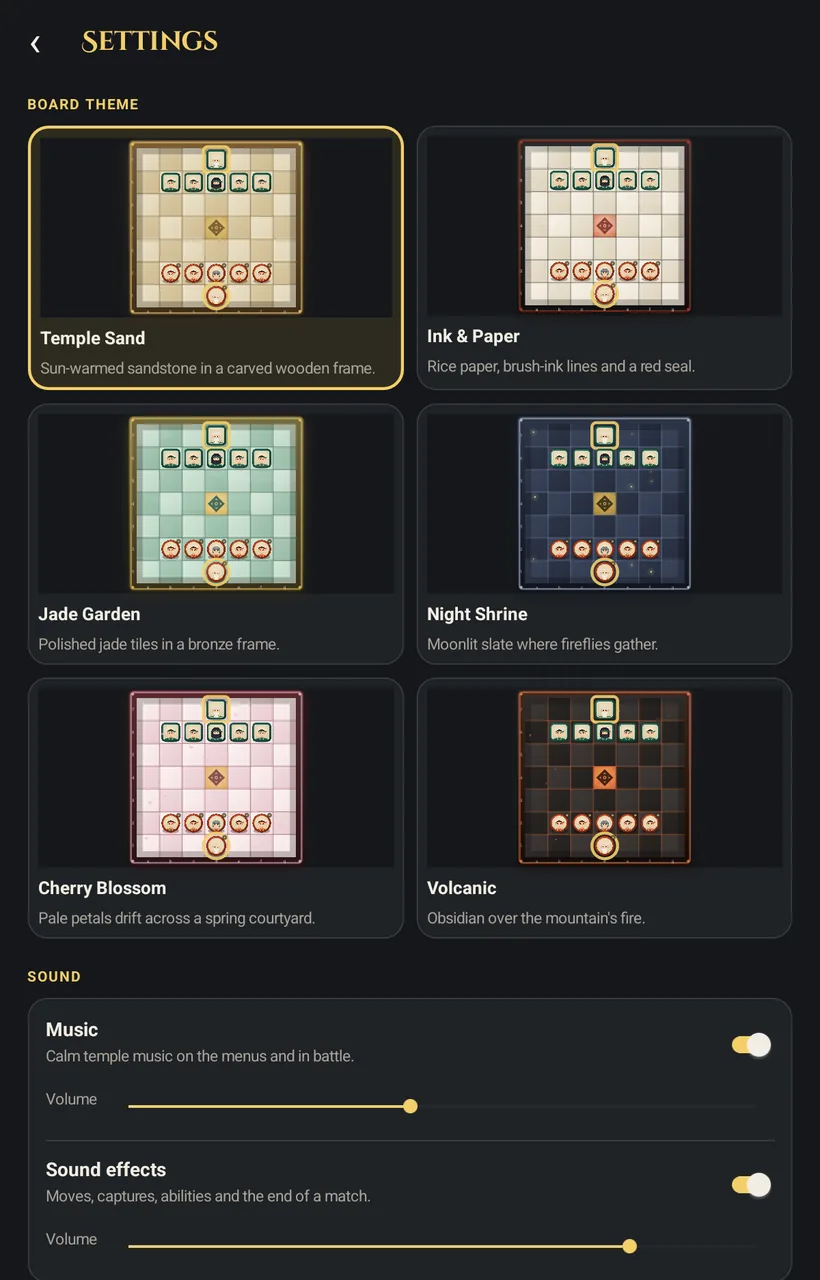 Settings
BOARD THEME
Temple Sand
Sun-warmed sandstone in a carved wooden frame.
Ink & Paper
Rice paper, brush-ink lines and a red seal.
Jade Garden
Polished jade tiles in a bronze frame.
Night Shrine
Moonlit slate where fireflies gather.
Cherry Blossom
Pale petals drift across a spring courtyard.
Volcanic
Obsidian over the mountain's fire.
SOUND
Music
Calm temple music on the menus and in battle.
Volume
Sound effects
Moves, captures, abilities and the end of a match.
Volume